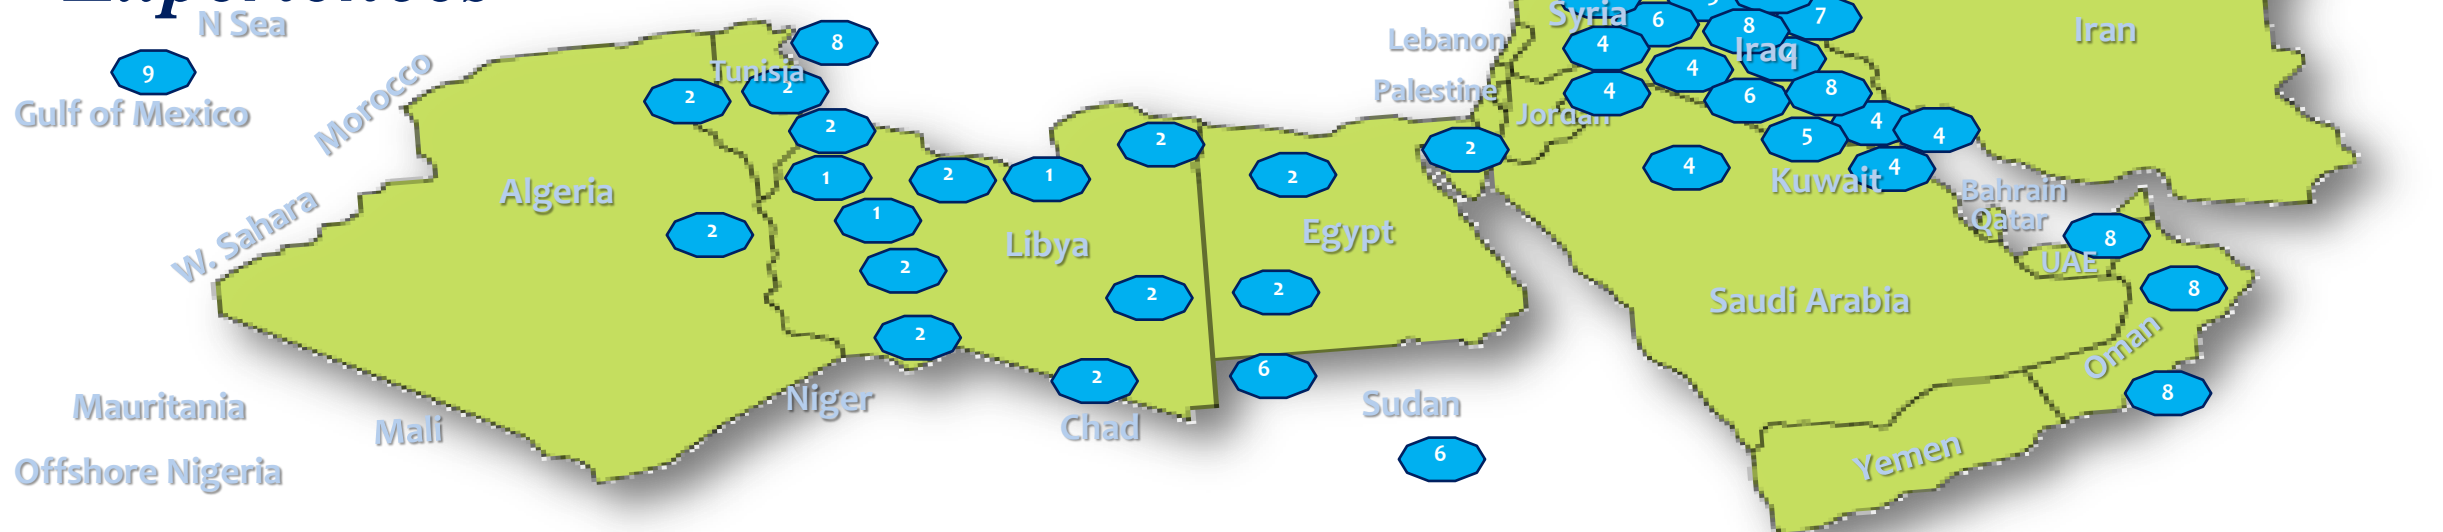 Experiences
N Sea
9
Gulf of Mexico
Morocco
W. Sahara
Mauritania
Mali
Offshore Nigeria
Algeria
2
2
Tunisia
2
8
2
1
2
1
2
1
2
2
2
2
Libya
Niger
Chad
2
2
Egypt
2
6
Sudan
6
Lebanon
Palestine
Jordan
Syria
4
6
8
7
Iraq
4
4
6
8
5
4
4
4
4
Kuwait
Iran
Bahrain
Qatar
8
UAE
8
Saudi Arabia
Oman
8
Yemen